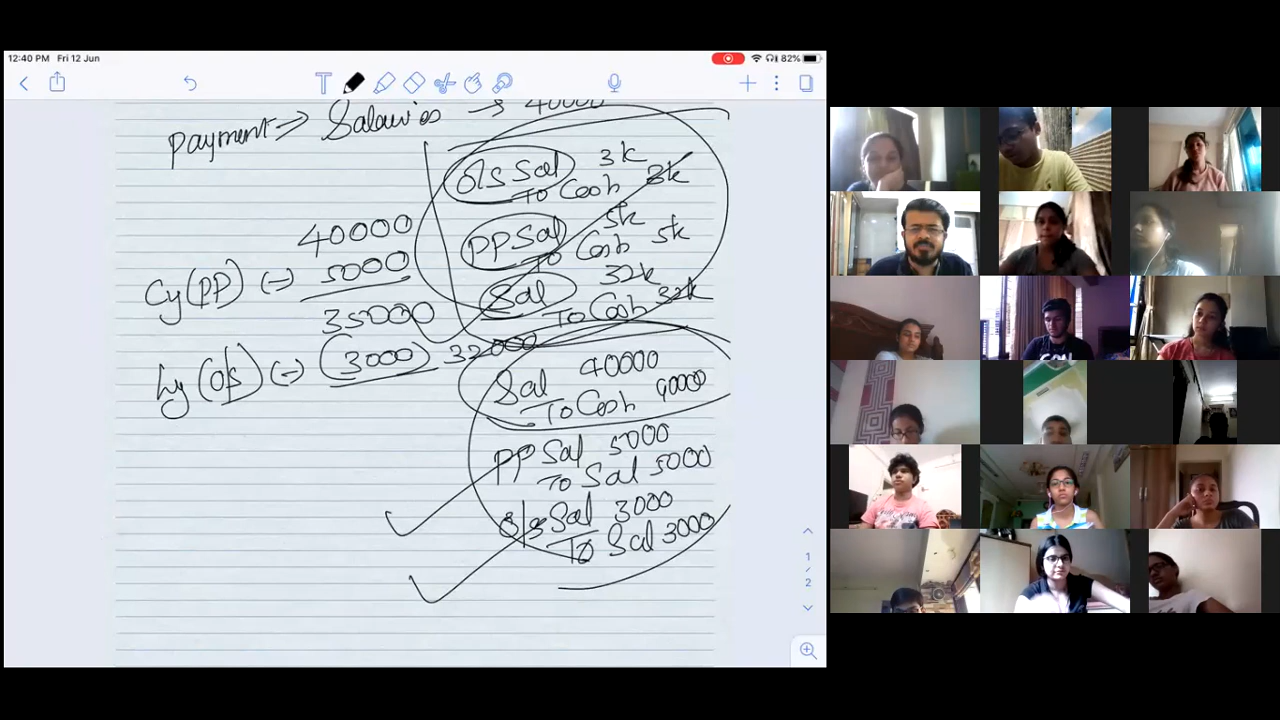 12:40 PM Fri 12 Jun
82%
T
Payment => Salaries → 40000
O/s Sal 3k
To Cash 3k
PP Sal 5k
To Cash 5k
Sal 32k
To Cash 32k
40000
Cy(PP) (-) 5000
35000
Ly(O/s) (-) (3000) 32000
Sal 40000
To Cash 40000
PP Sal 5000
To Sal 5000
O/s Sal 3000
To Sal 3000
1
/
2